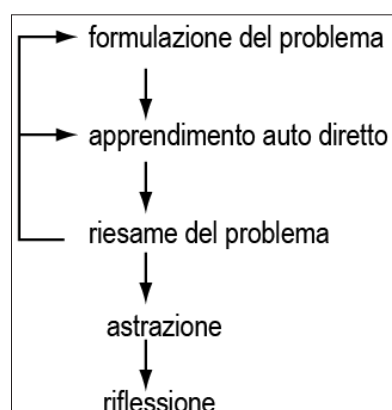 formulazione del problema
apprendimento auto diretto
riesame del problema
astrazione
riflessione